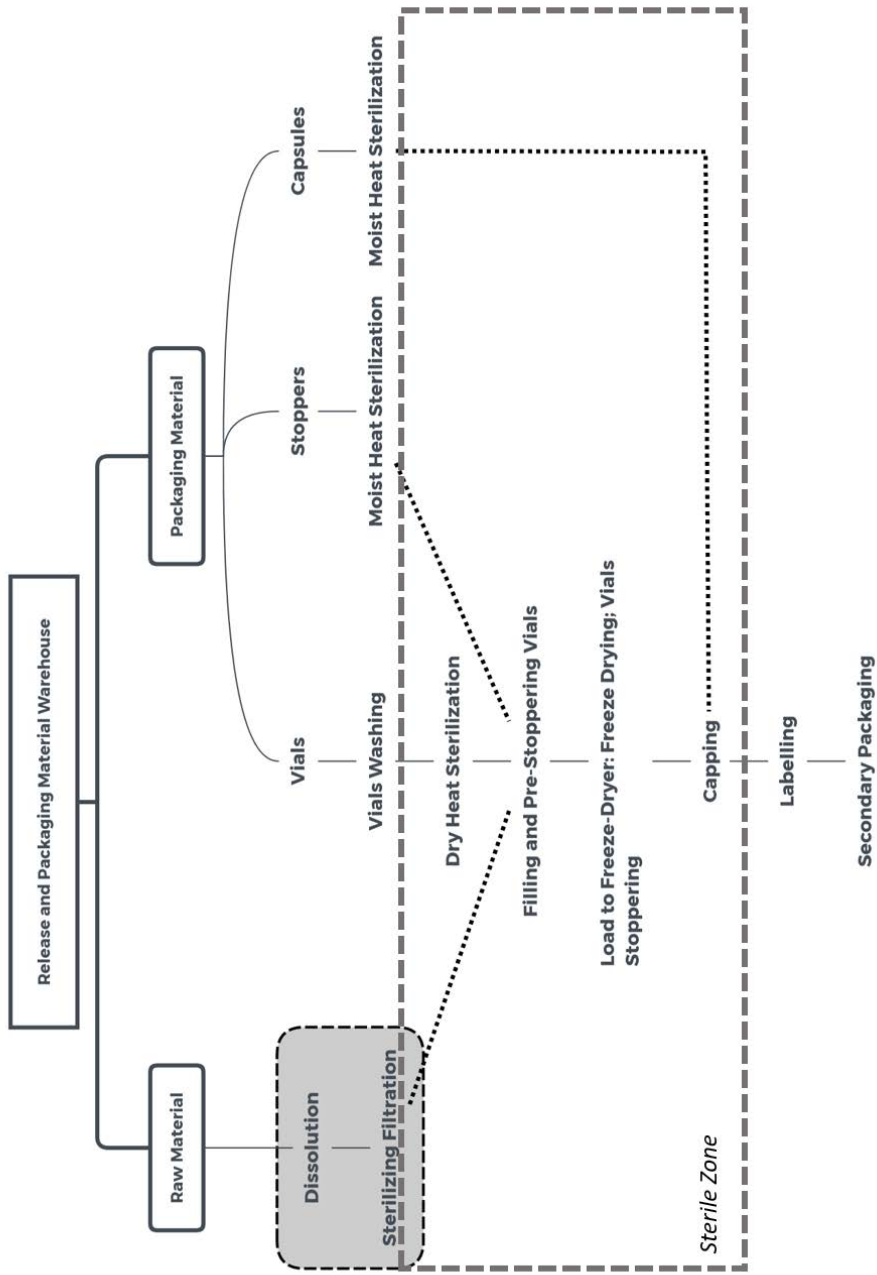 Release and Packaging Material Warehouse
Raw Material
Packaging Material
Dissolution
Vials
Stoppers
Capsules
Sterilizing Filtration
Vials Washing
Moist Heat Sterilization
Moist Heat Sterilization
Dry Heat Sterilization
Filling and Pre-Stoppering Vials
Load to Freeze-Dryer: Freeze Drying; Vials
Stoppering
Sterile Zone
Capping
Labelling
Secondary Packaging